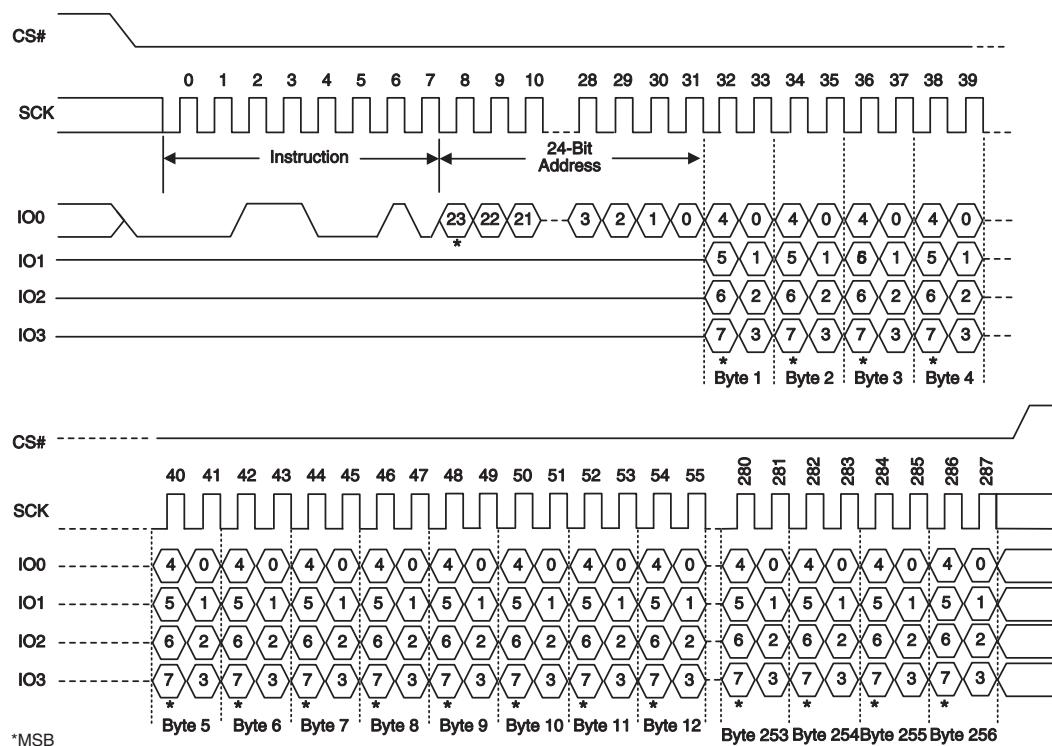 CS#
0 1 2 3 4 5 6 7 8 9 10 28 29 30 31 32 33 34 35 36 37 38 39
SCK
Instruction
24-Bit
Address
IO0 23 22 21 3 2 1 0 4 0 4 0 4 0 4 0
*
IO1 5 1 5 1 6 1 5 1
IO2 6 2 6 2 6 2 6 2
IO3 7 3 7 3 7 3 7 3
* * * *
Byte 1 Byte 2 Byte 3 Byte 4
CS#
40 41 42 43 44 45 46 47 48 49 50 51 52 53 54 55 280 281 282 283 284 285 286 287
SCK
IO0 4 0 4 0 4 0 4 0 4 0 4 0 4 0 4 0 4 0 4 0 4 0 4 0
IO1 5 1 5 1 5 1 5 1 5 1 5 1 5 1 5 1 5 1 5 1 5 1 5 1
IO2 6 2 6 2 6 2 6 2 6 2 6 2 6 2 6 2 6 2 6 2 6 2 6 2
IO3 7 3 7 3 7 3 7 3 7 3 7 3 7 3 7 3 7 3 7 3 7 3 7 3
* * * * * * * * * * * *
Byte 5 Byte 6 Byte 7 Byte 8 Byte 9 Byte 10 Byte 11 Byte 12 Byte 253 Byte 254 Byte 255 Byte 256
*MSB